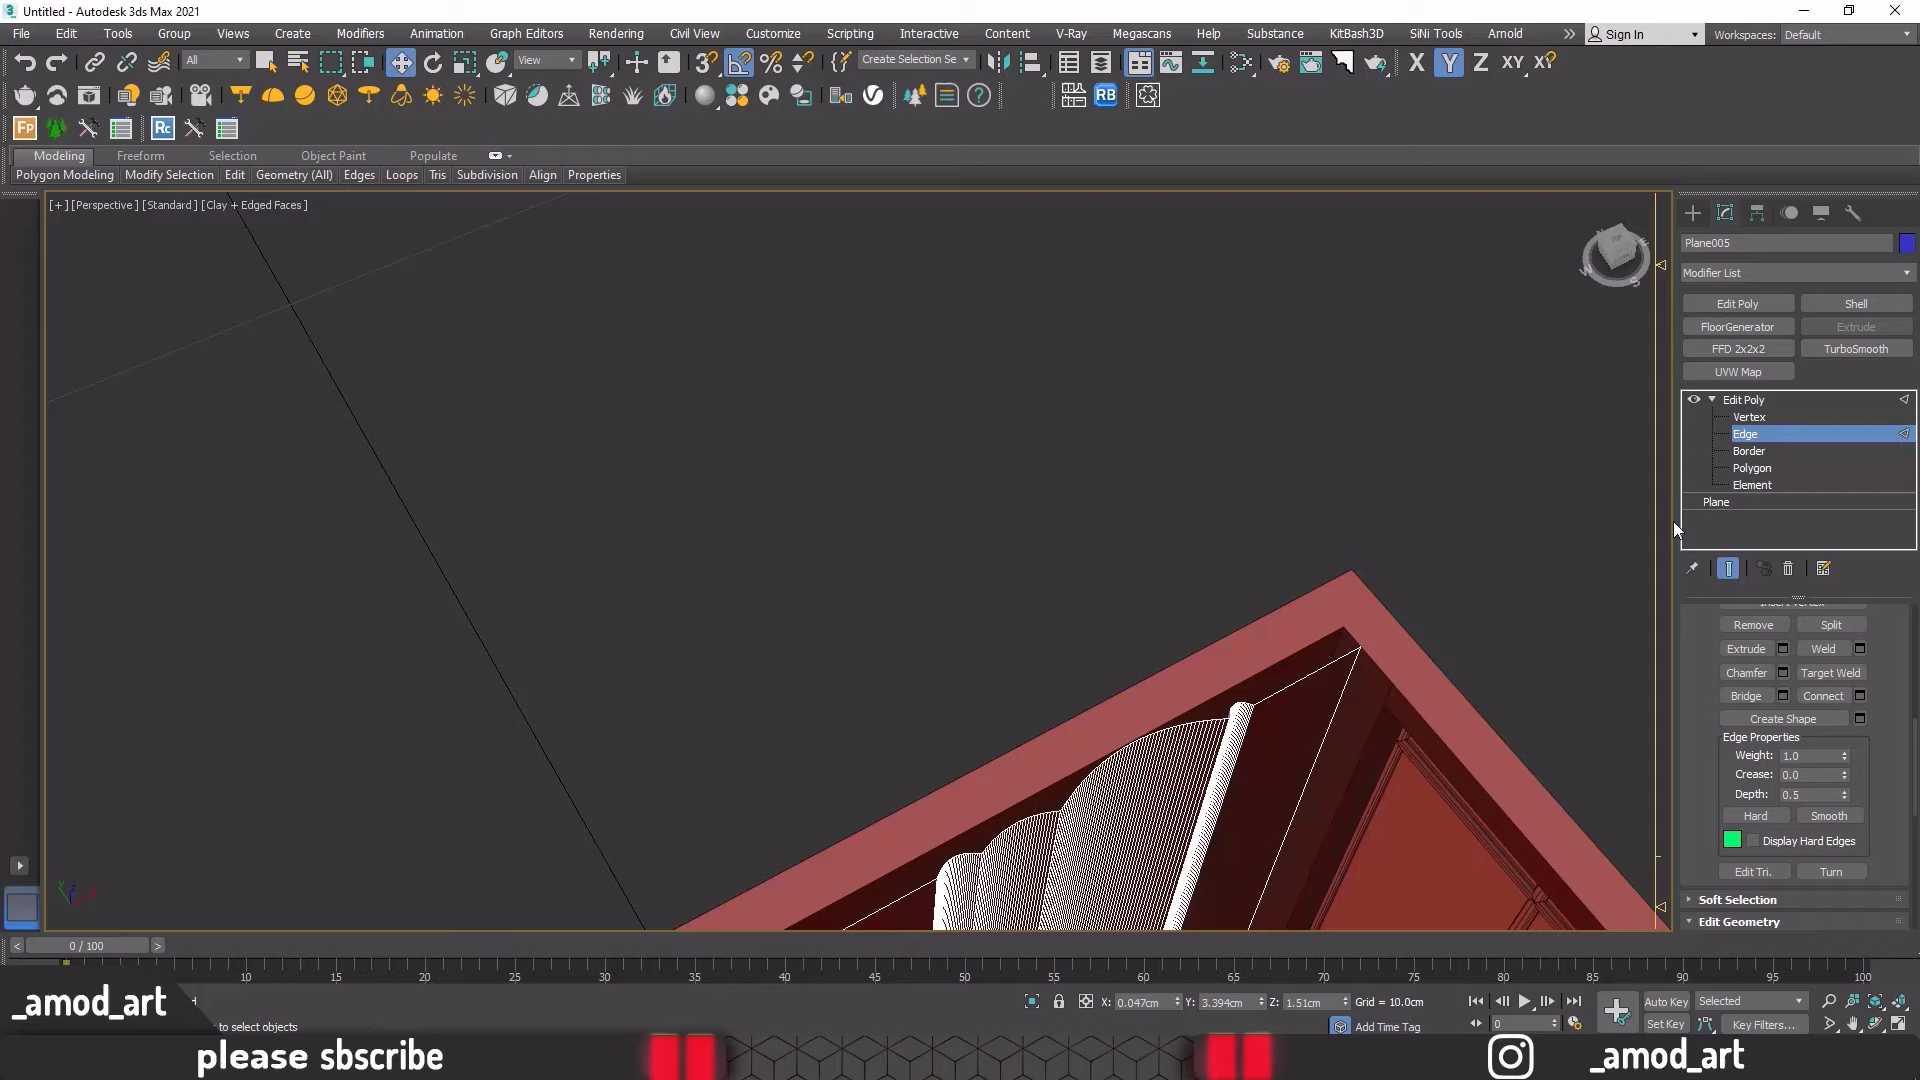 Untitled - Autodesk 3ds Max 2021
File Edit Tools Group Views Create Modifiers Animation Graph Editors Rendering Civil View Customize Scripting Interactive Content V-Ray Megascans Help Substance KitBash3D SiNi Tools Arnold Sign In Workspaces: Default
All View Create Selection Se X Y Z XY XY
RB
Fp Rc
Modeling Freeform Selection Object Paint Populate
Polygon Modeling Modify Selection Edit Geometry (All) Edges Loops Tris Subdivision Align Properties
[+] [Perspective ] [Standard ] [Clay + Edged Faces ]
Plane005
Modifier List
Edit Poly Shell
FloorGenerator Extrude
FFD 2x2x2 TurboSmooth
UVW Map
Edit Poly
Vertex
Edge
Border
Polygon
Element
Plane
Insert Vertex
Remove Split
Extrude Weld
Chamfer Target Weld
Bridge Connect
Create Shape
Edge Properties
Weight: 1.0
Crease: 0.0
Depth: 0.5
Hard Smooth
Display Hard Edges
Edit Tri. Turn
Soft Selection
Edit Geometry
0 / 100
10 15 20 25 30 35 40 45 50 55 60 65 70 75 80 85 90 95 100
_amod_art
X: 0.047cm Y: 3.394cm Z: 1.51cm Grid = 10.0cm
Auto Key Selected
to select objects
Add Time Tag
0
Set Key Key Filters...
please sbscribe
_amod_art